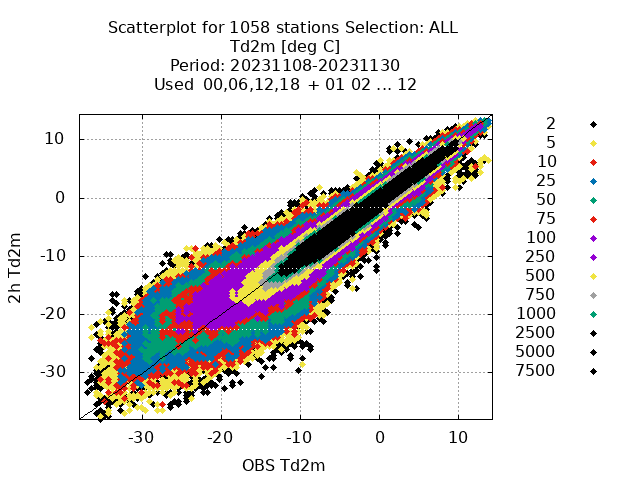 Scatterplot for 1058 stations Selection: ALL
Td2m [deg C]
Period: 20231108-20231130
Used 00,06,12,18 + 01 02 ... 12
2h Td2m
10
0
-10
-20
-30
-30 -20 -10 0 10
OBS Td2m
2
5
10
25
50
75
100
250
500
750
1000
2500
5000
7500